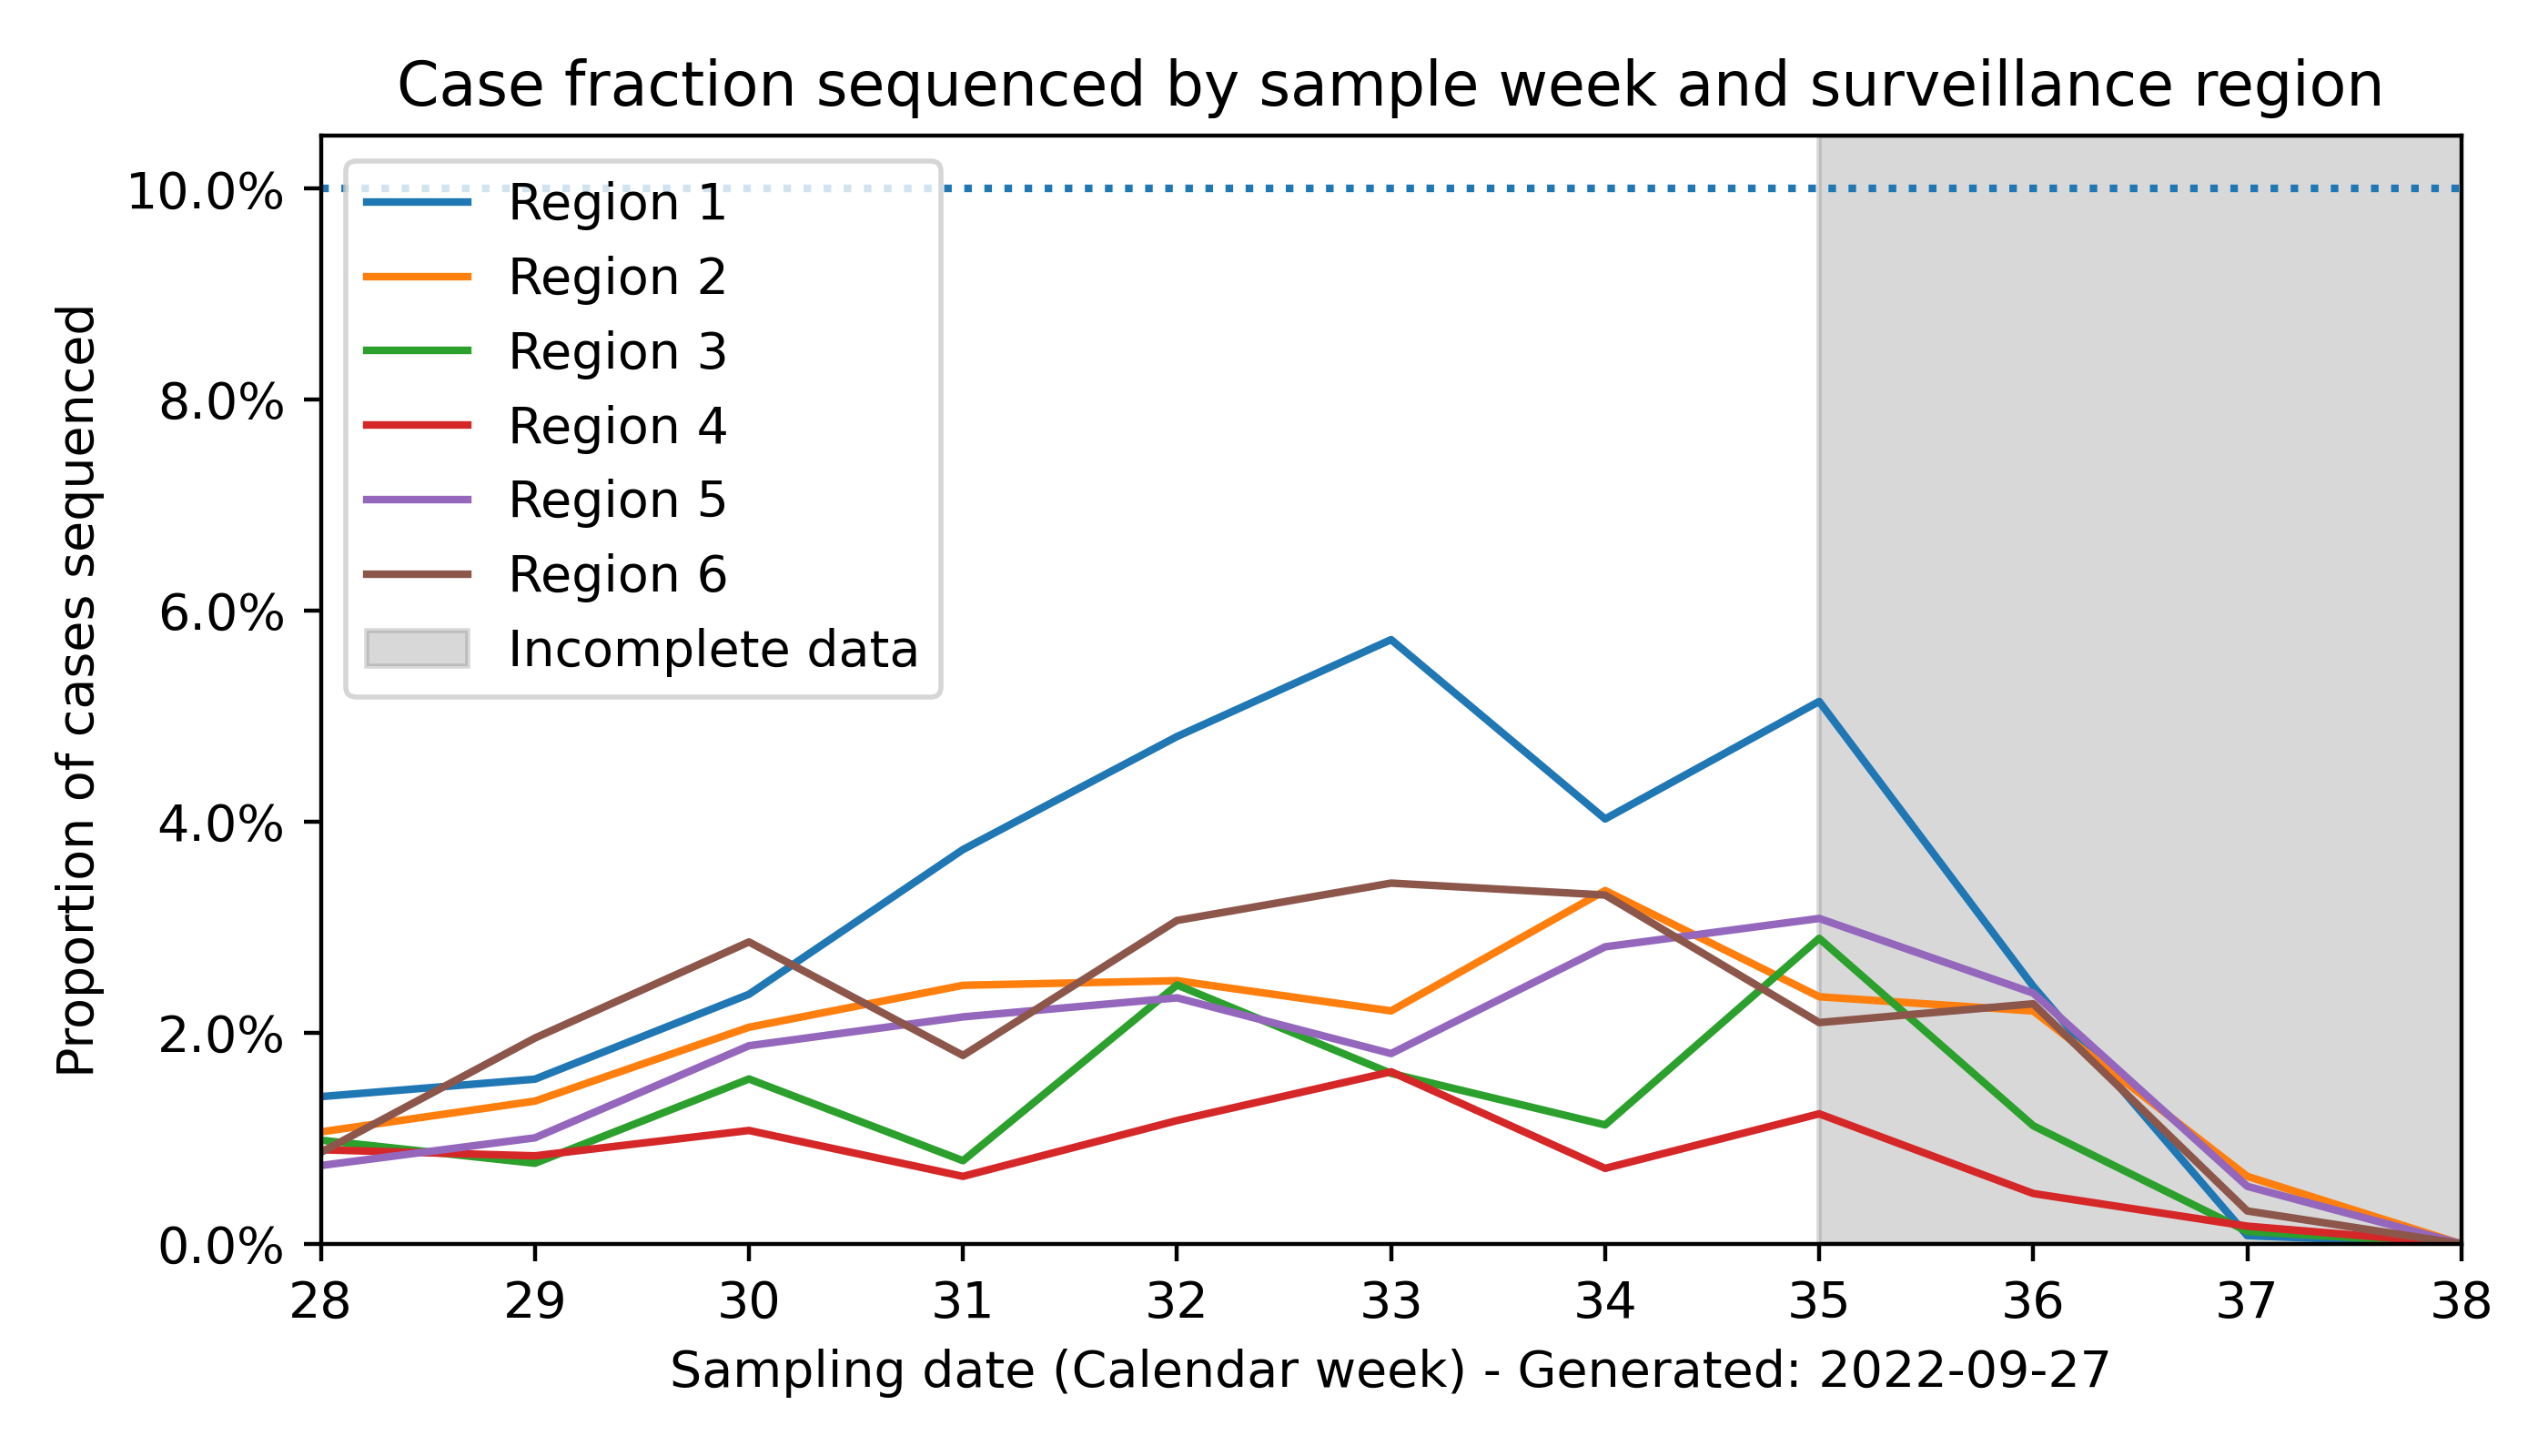 Case fraction sequenced by sample week and surveillance region
Proportion of cases sequenced
10.0%
8.0%
6.0%
4.0%
2.0%
0.0%
Region 1
Region 2
Region 3
Region 4
Region 5
Region 6
Incomplete data
28 29 30 31 32 33 34 35 36 37 38
Sampling date (Calendar week) - Generated: 2022-09-27